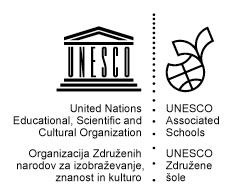 UNESCO
United Nations
Educational, Scientific and
Cultural Organization
UNESCO
Associated
Schools
Organizacija Združenih
narodov za izobraževanje,
znanost in kulturo
UNESCO
Združene
šole